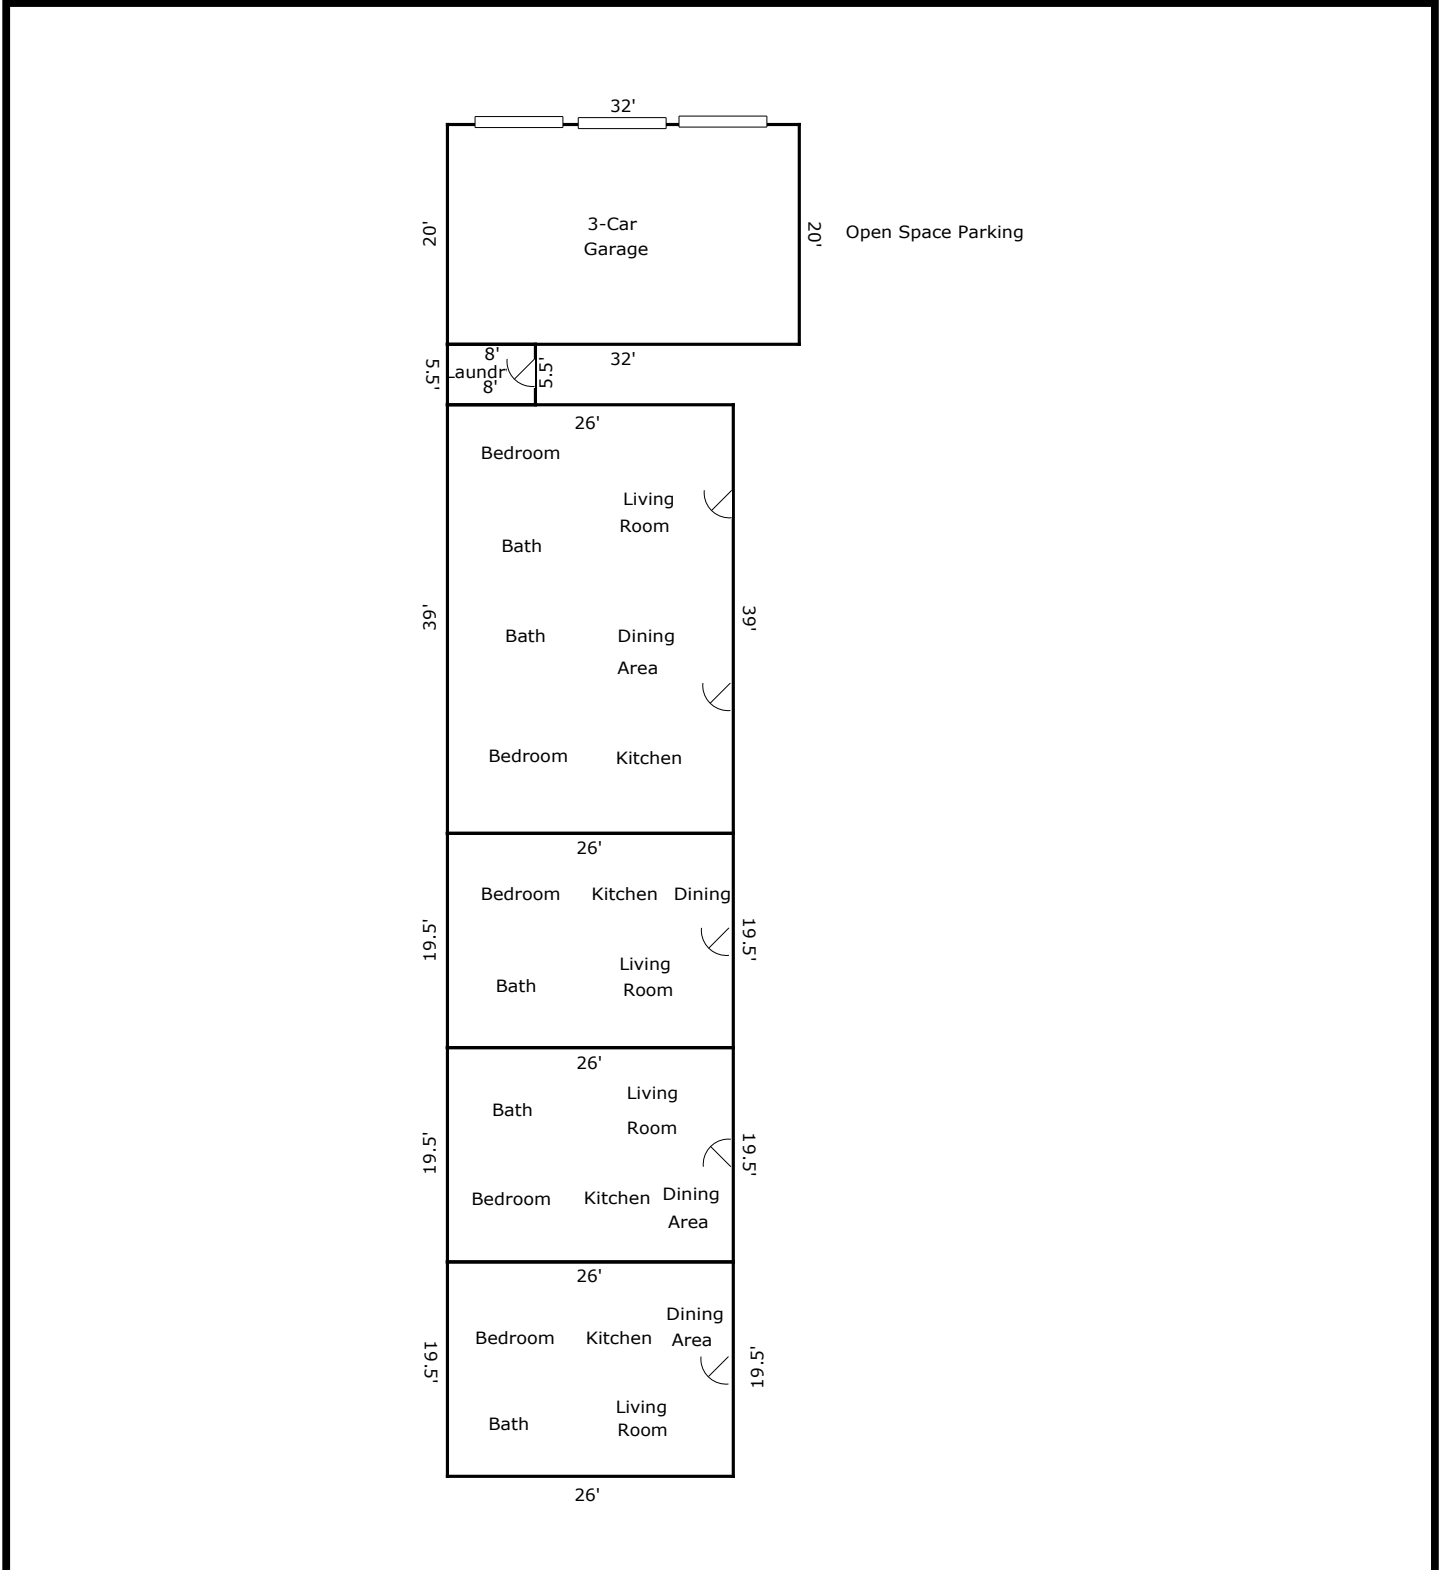 32'
20'
3-Car
Garage
20'
Open Space Parking
32'
5.5'
8'
Laundr
8'
5.5'
26'
Bedroom
Living
Room
Bath
39'
39'
Bath
Dining
Area
Bedroom
Kitchen
26'
Bedroom
Kitchen
Dining
19.5'
19.5'
Living
Room
Bath
26'
Living
Room
Bath
19.5'
19.5'
Bedroom
Kitchen
Dining
Area
26'
Dining
Area
Bedroom
Kitchen
19.5'
19.5'
Living
Room
Bath
26'